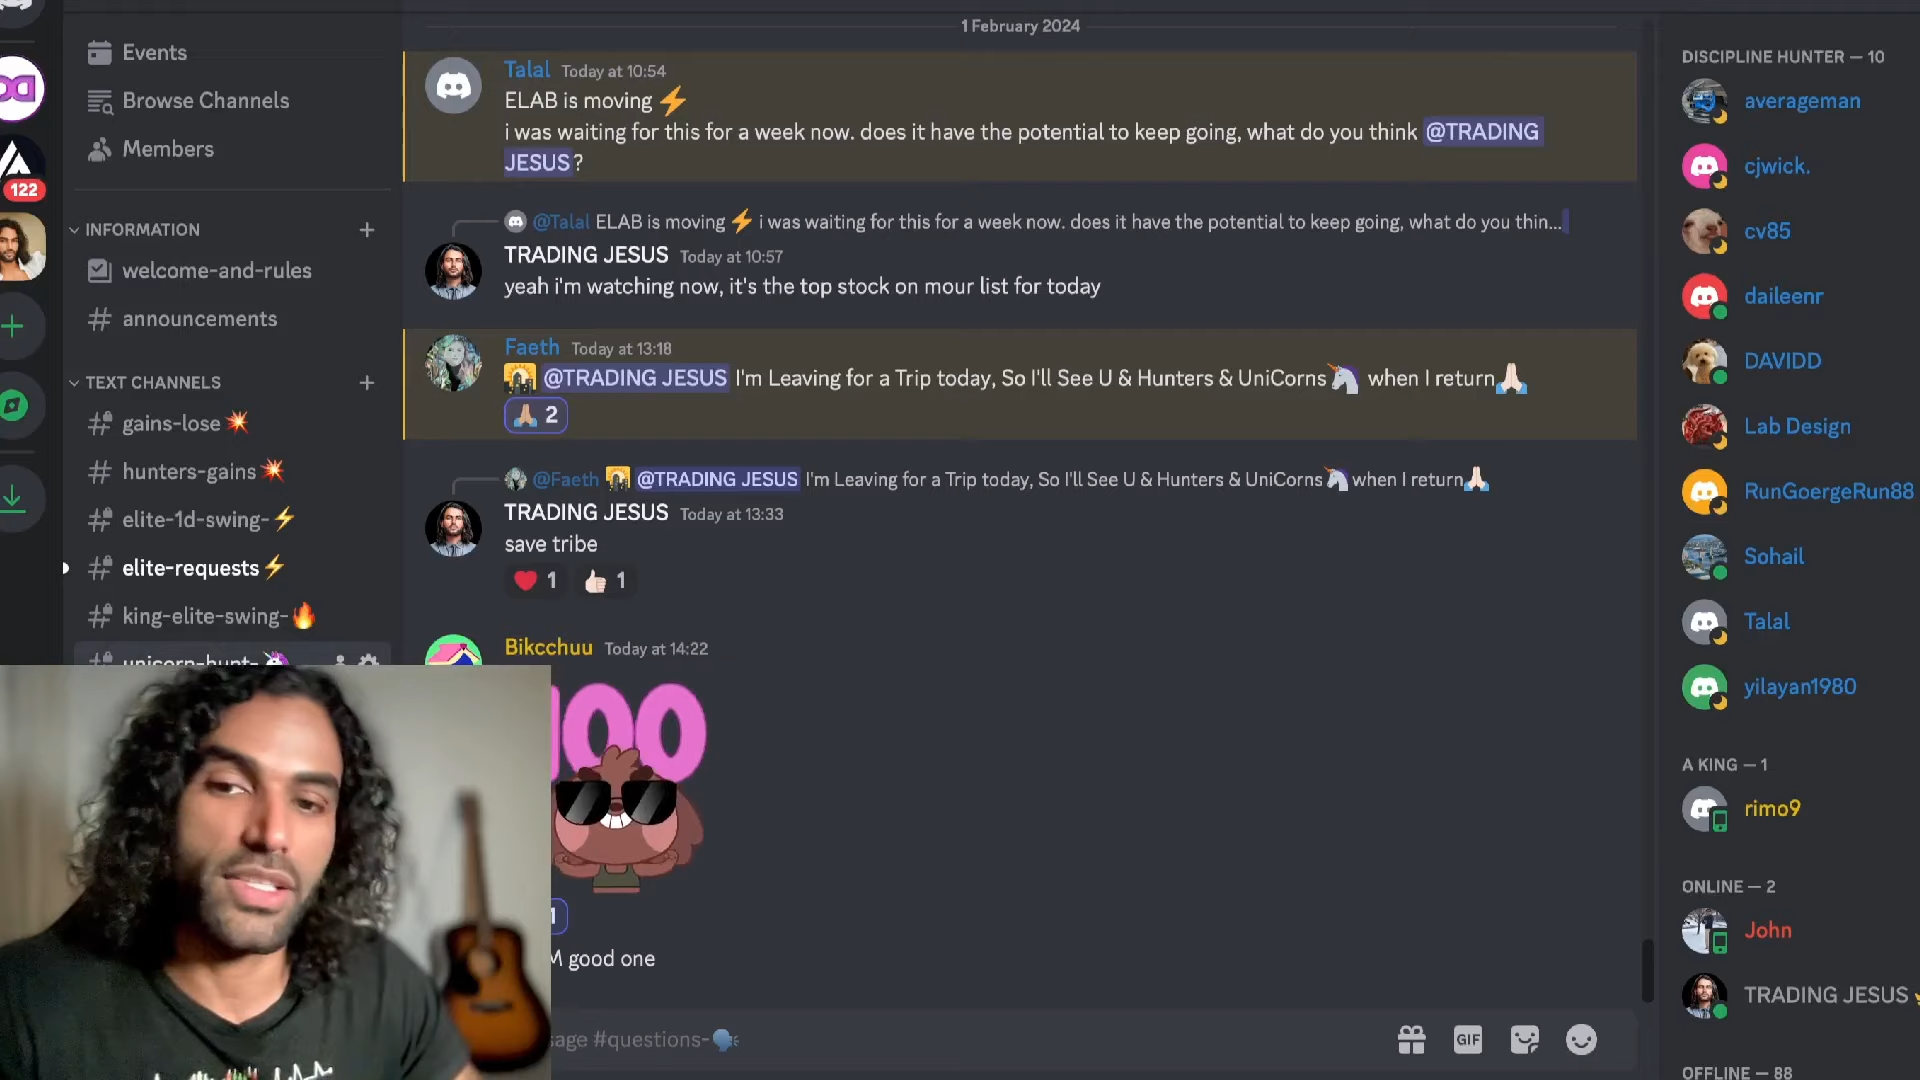 122
Events
Browse Channels
Members
INFORMATION
welcome-and-rules
announcements
TEXT CHANNELS
gains-lose💥
hunters-gains💥
elite-1d-swing-⚡
elite-requests⚡
king-elite-swing-🔥
1 February 2024
Talal Today at 10:54
ELAB is moving ⚡
i was waiting for this for a week now. does it have the potential to keep going, what do you think @TRADING
JESUS?
@Talal ELAB is moving ⚡ i was waiting for this for a week now. does it have the potential to keep going, what do you thin...
TRADING JESUS Today at 10:57
yeah i'm watching now, it's the top stock on mour list for today
Faeth Today at 13:18
@TRADING JESUS I'm Leaving for a Trip today, So I'll See U & Hunters & UniCorns🦄 when I return🙏🏻
🙏🏼 2
@Faeth @TRADING JESUS I'm Leaving for a Trip today, So I'll See U & Hunters & UniCorns🦄 when I return🙏🏻
TRADING JESUS Today at 13:33
save tribe
❤️ 1 👍🏻 1
Bikcchuu Today at 14:22
100
1
M good one
sage #questions-🗣️
GIF
DISCIPLINE HUNTER — 10
averageman
cjwick.
cv85
daileenr
DAVIDD
Lab Design
RunGoergeRun88
Sohail
Talal
yilayan1980
A KING — 1
rimo9
ONLINE — 2
John
TRADING JESUS
OFFLINE — 88